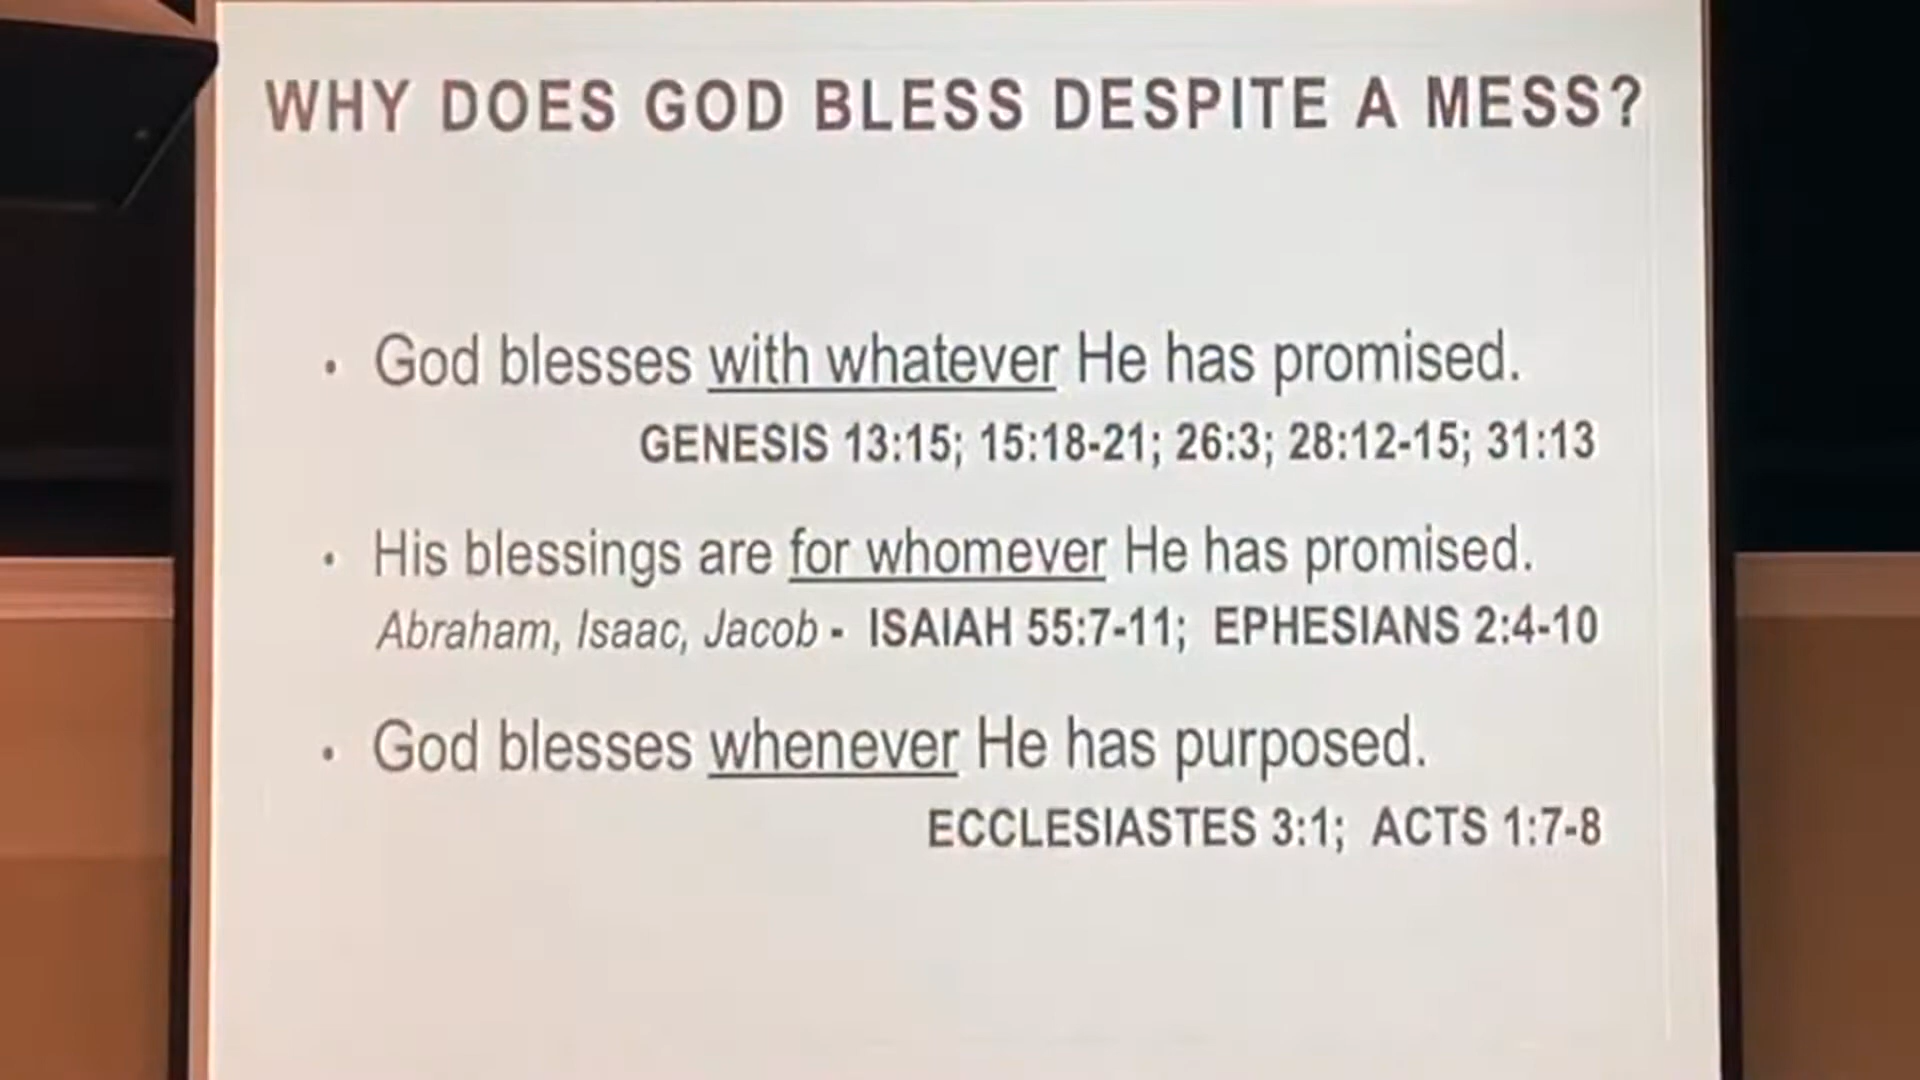 WHY DOES GOD BLESS DESPITE A MESS?
• God blesses with whatever He has promised.
GENESIS 13:15; 15:18-21; 26:3; 28:12-15; 31:13
• His blessings are for whomever He has promised.
Abraham, Isaac, Jacob - ISAIAH 55:7-11; EPHESIANS 2:4-10
• God blesses whenever He has purposed.
ECCLESIASTES 3:1; ACTS 1:7-8